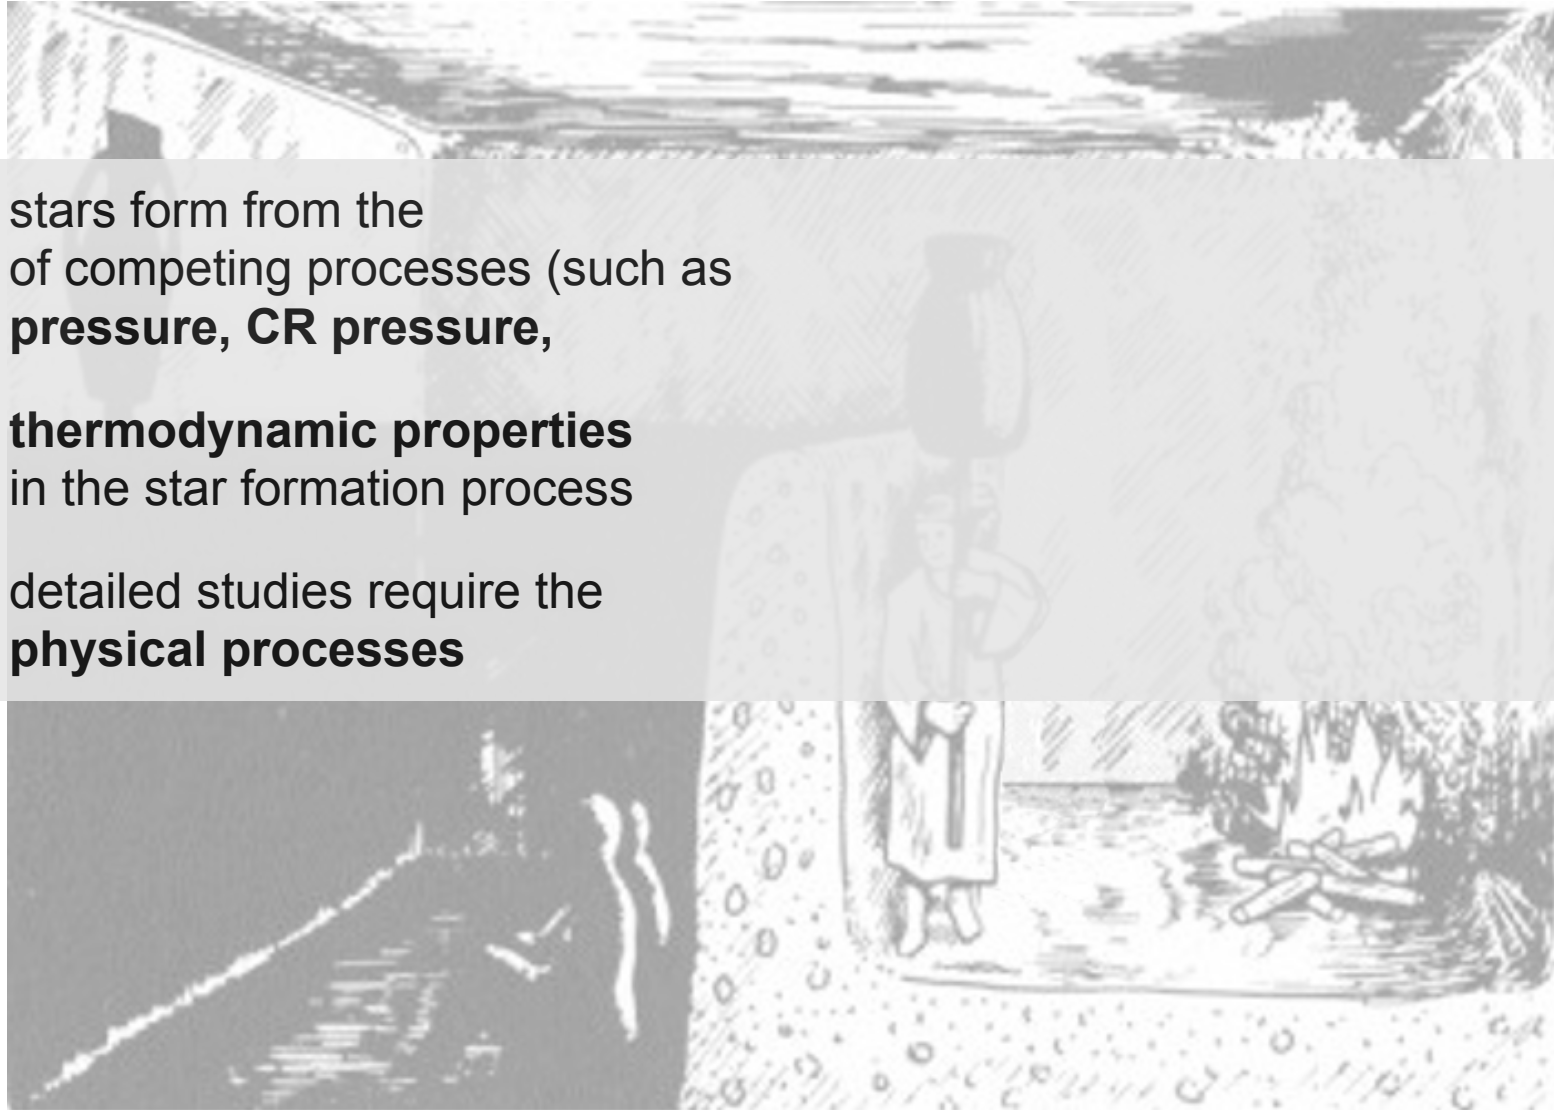 stars form from the
of competing processes (such as
pressure, CR pressure,
thermodynamic properties
in the star formation process
detailed studies require the
physical processes